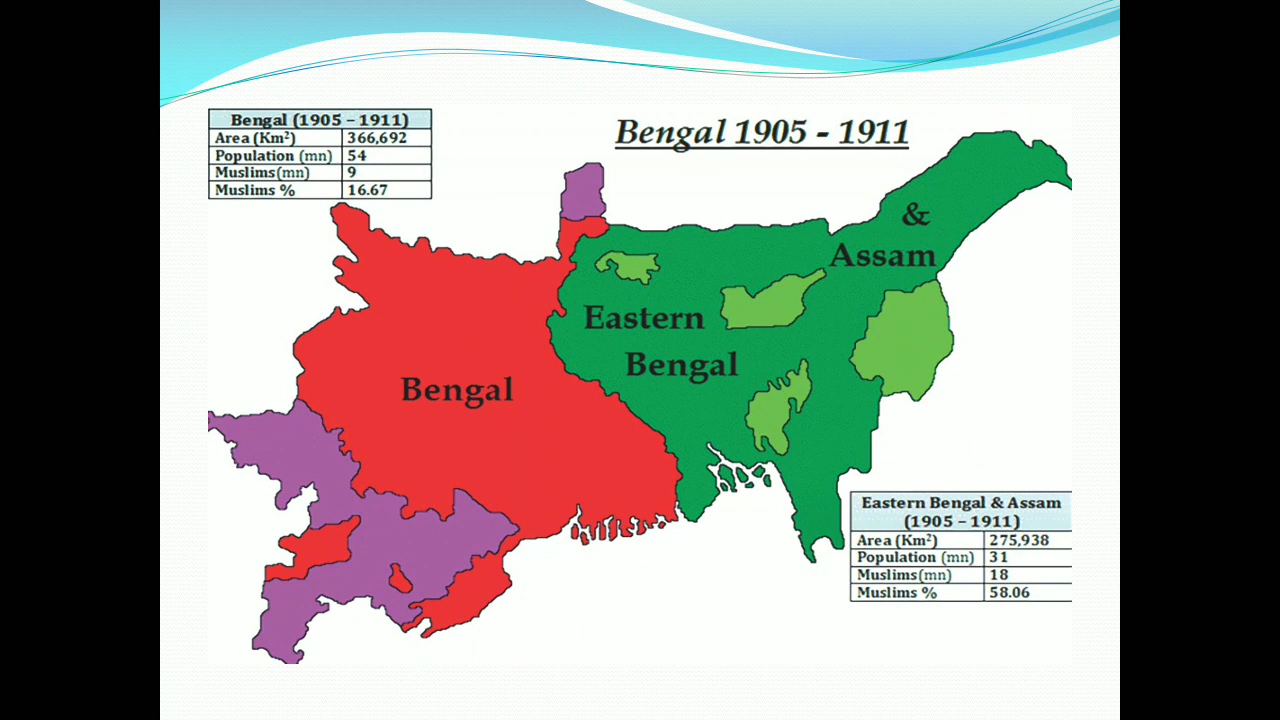 Bengal (1905 – 1911)
Area (Km²) 366,692
Population (mn) 54
Muslims(mn) 9
Muslims % 16.67
Bengal 1905 - 1911
&
Assam
Eastern
Bengal
Bengal
Eastern Bengal & Assam
(1905 – 1911)
Area (Km²) 275,938
Population (mn) 31
Muslims(mn) 18
Muslims % 58.06